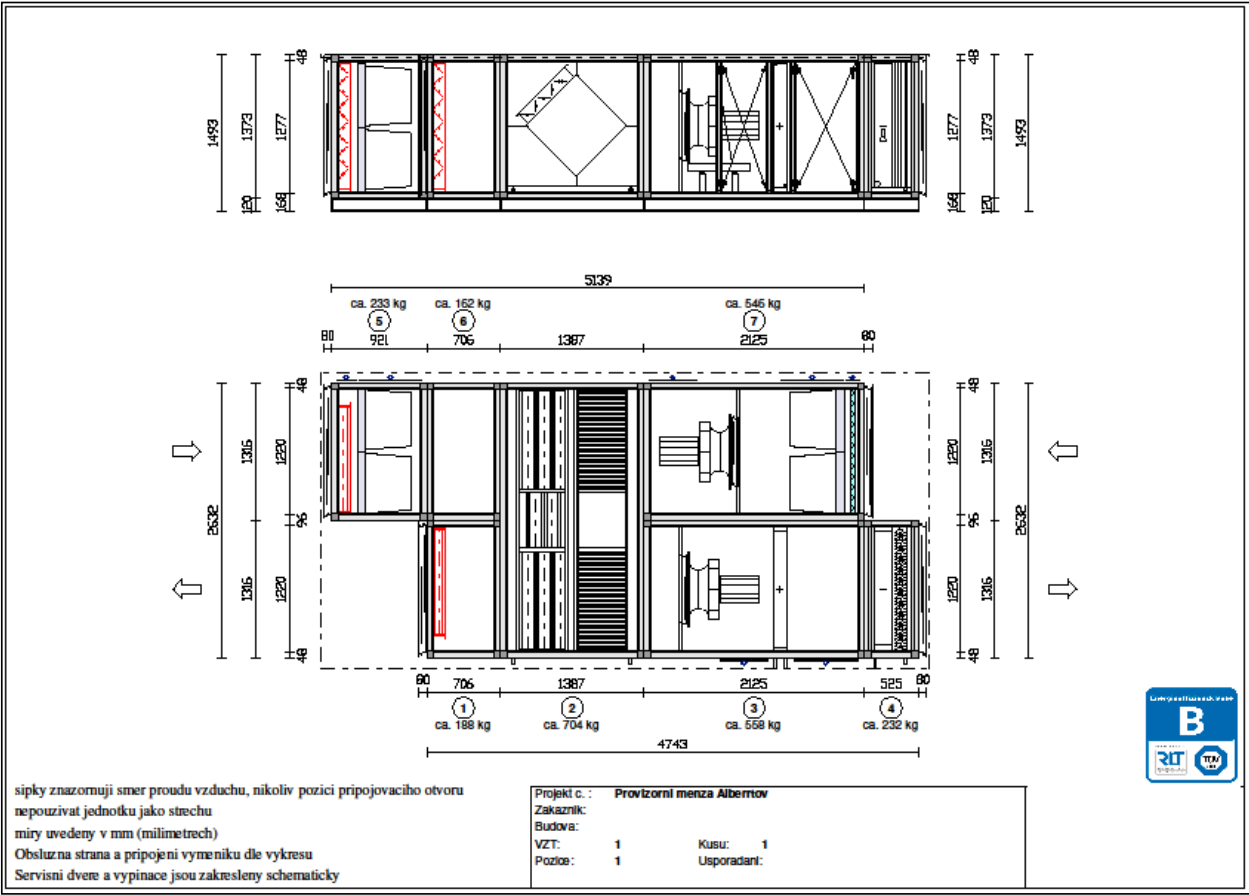 48
1493
1373
1277
120
168
48
1277
1373
1493
168
120
5139
ca. 233 kg
ca. 162 kg
ca. 546 kg
5
6
7
80
921
706
1387
2125
80
48
1316
1220
2632
96
1316
1220
48
48
1220
1316
96
2632
1220
1316
48
80
706
1387
2125
525
80
1
2
3
4
ca. 188 kg
ca. 704 kg
ca. 558 kg
ca. 232 kg
4743
B
RLT
TÜV
sipky znazornuji smer proudu vzduchu, nikoliv pozici pripojovaciho otvoru
nepouzivat jednotku jako strechu
miry uvedeny v mm (milimetrech)
Obsluzna strana a pripojeni vymeniku dle vykresu
Servisni dvere a vypinace jsou zakresleny schematicky
Projekt c. : Provizorni menza Albertov
Zakaznik:
Budova:
VZT: 1 Kusu: 1
Pozice: 1 Usporadani: